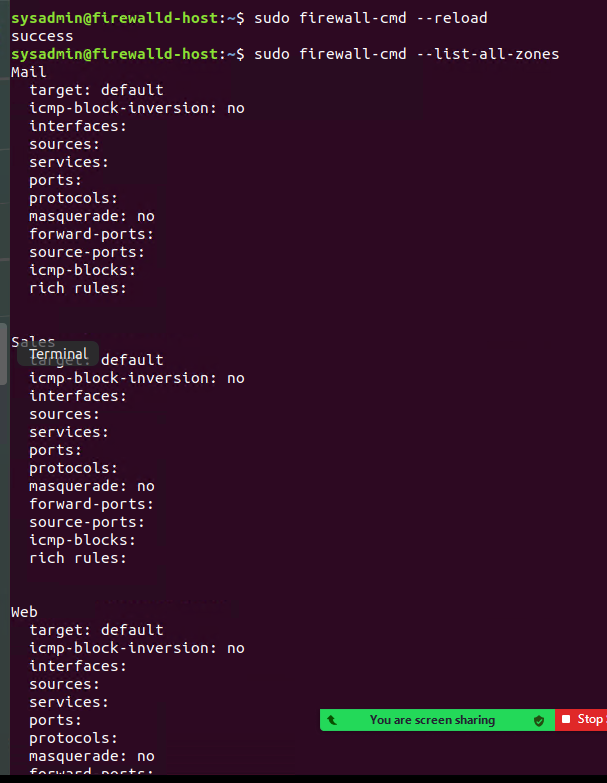 sysadmin@firewalld-host:~$ sudo firewall-cmd --reload
success
sysadmin@firewalld-host:~$ sudo firewall-cmd --list-all-zones
Mail
  target: default
  icmp-block-inversion: no
  interfaces:
  sources:
  services:
  ports:
  protocols:
  masquerade: no
  forward-ports:
  source-ports:
  icmp-blocks:
  rich rules:
Sales
Terminal
  target: default
  icmp-block-inversion: no
  interfaces:
  sources:
  services:
  ports:
  protocols:
  masquerade: no
  forward-ports:
  source-ports:
  icmp-blocks:
  rich rules:
Web
  target: default
  icmp-block-inversion: no
  interfaces:
  sources:
  services:
  ports:
You are screen sharing
Stop
  protocols:
  masquerade: no
  forward-ports: